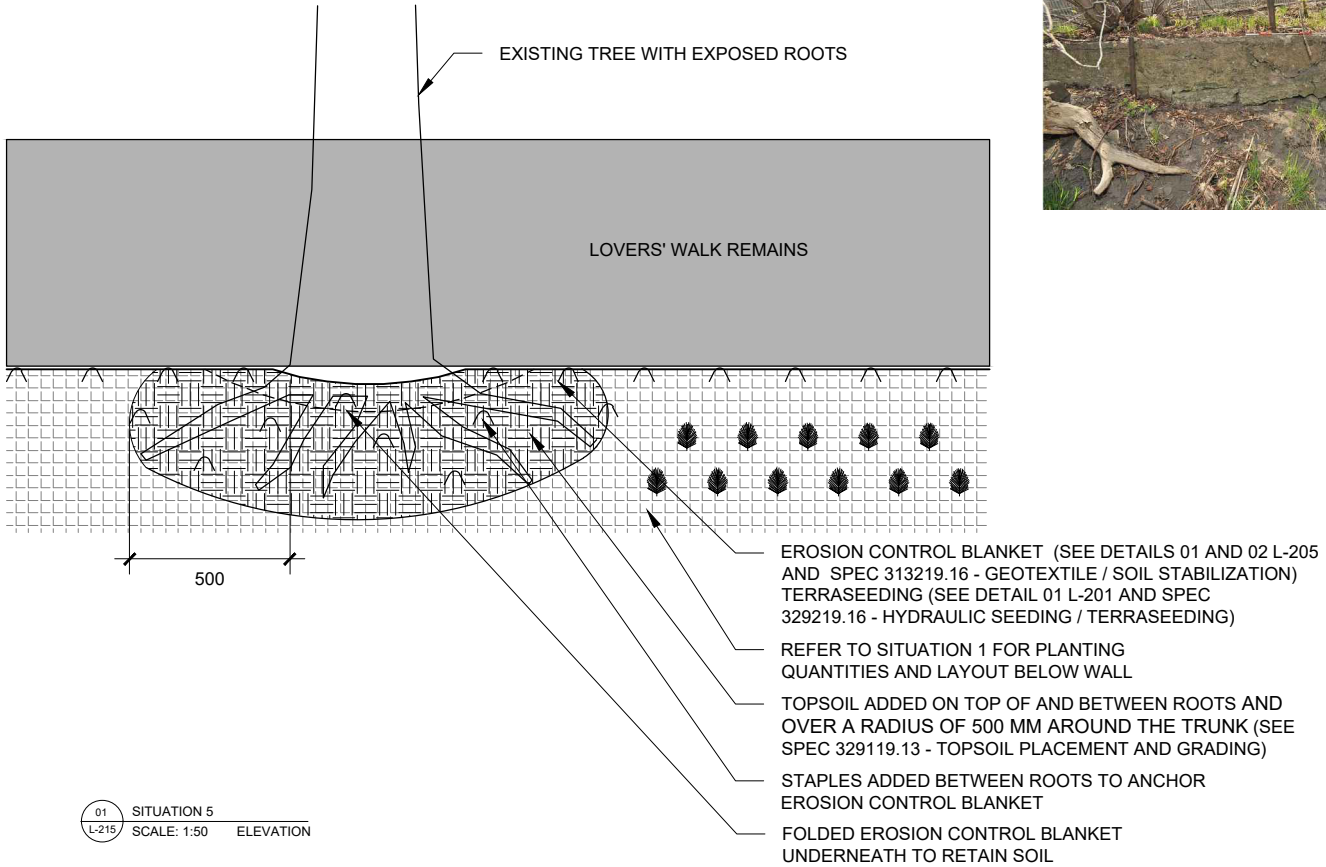 EXISTING TREE WITH EXPOSED ROOTS
LOVERS' WALK REMAINS
500
EROSION CONTROL BLANKET (SEE DETAILS 01 AND 02 L-205
AND SPEC 313219.16 - GEOTEXTILE / SOIL STABILIZATION)
TERRASEEDING (SEE DETAIL 01 L-201 AND SPEC
329219.16 - HYDRAULIC SEEDING / TERRASEEDING)
REFER TO SITUATION 1 FOR PLANTING
QUANTITIES AND LAYOUT BELOW WALL
TOPSOIL ADDED ON TOP OF AND BETWEEN ROOTS AND
OVER A RADIUS OF 500 MM AROUND THE TRUNK (SEE
SPEC 329119.13 - TOPSOIL PLACEMENT AND GRADING)
STAPLES ADDED BETWEEN ROOTS TO ANCHOR
EROSION CONTROL BLANKET
FOLDED EROSION CONTROL BLANKET
UNDERNEATH TO RETAIN SOIL
01 SITUATION 5
L-215 SCALE: 1:50 ELEVATION